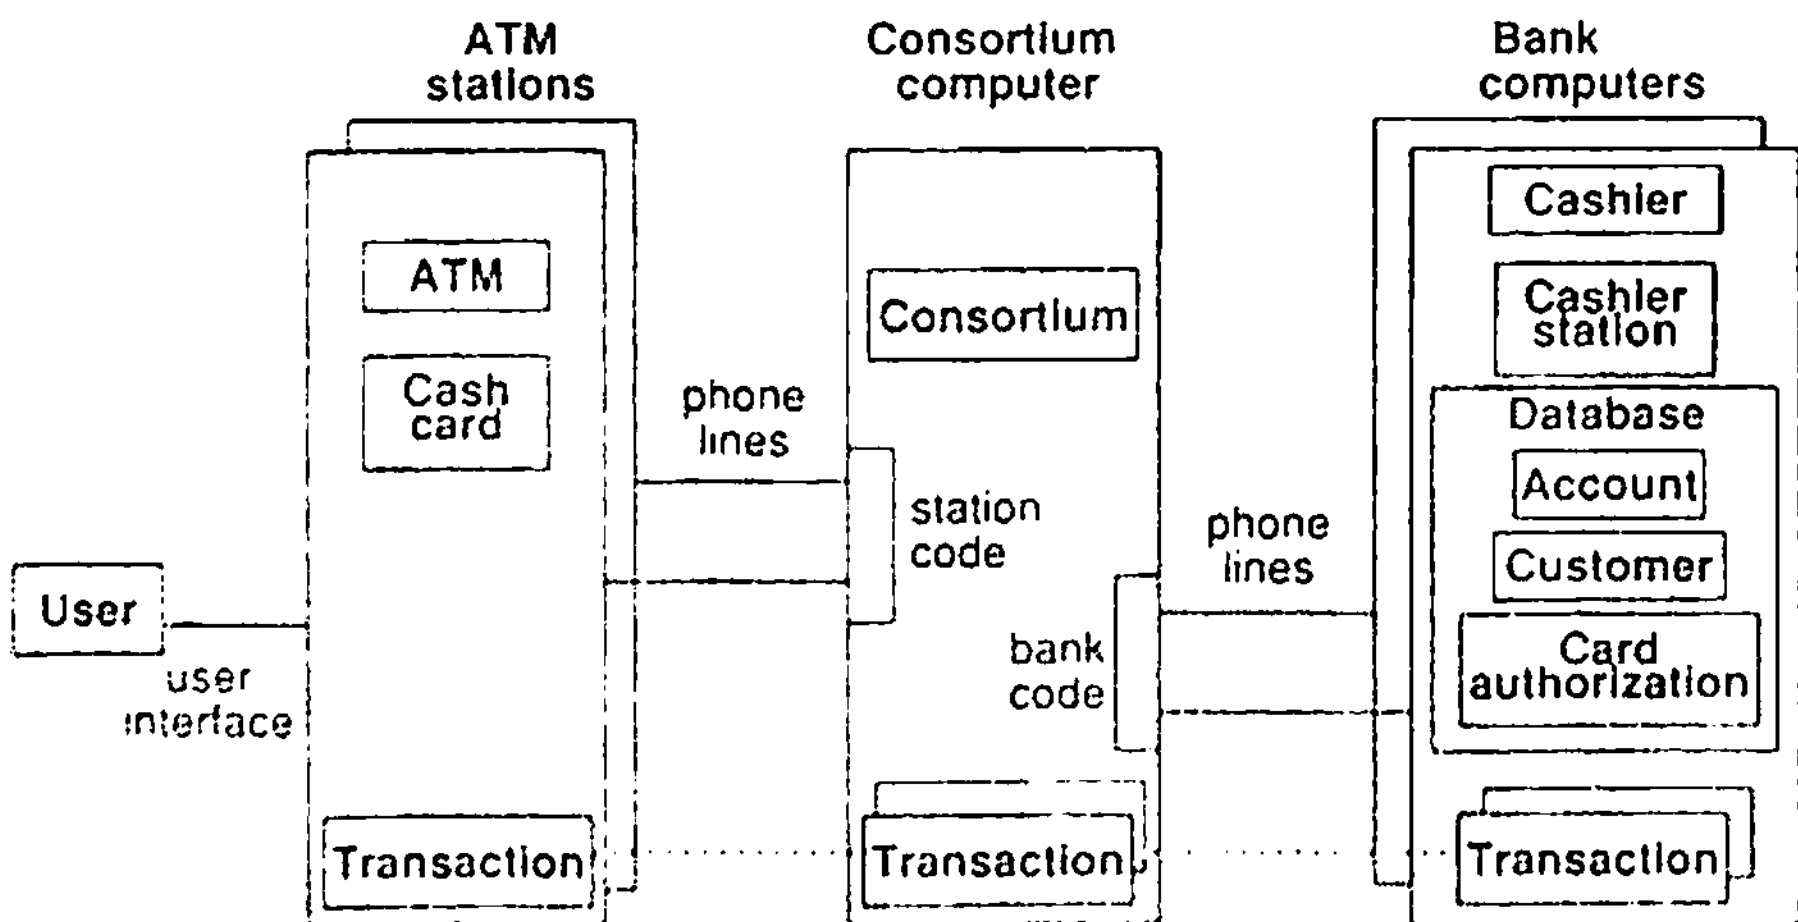 ATM
stations
Consortium
computer
Bank
computers
ATM
Cash
card
Consortium
Cashier
Cashier
station
Database
Account
Customer
Card
authorization
phone
lines
station
code
phone
lines
bank
code
User
user
interface
Transaction
Transaction
Transaction